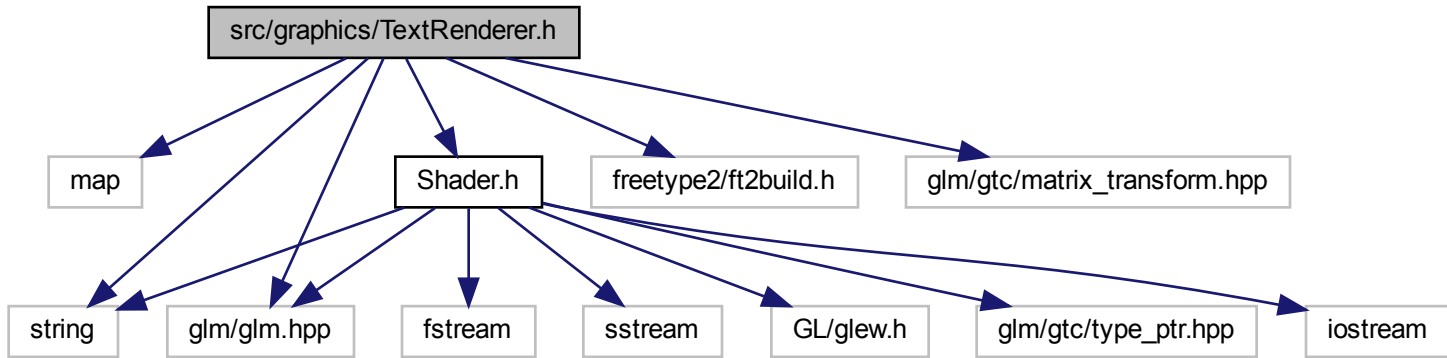 src/graphics/TextRenderer.h
map
Shader.h
freetype2/ft2build.h
glm/gtc/matrix_transform.hpp
string
glm/glm.hpp
fstream
sstream
GL/glew.h
glm/gtc/type_ptr.hpp
iostream